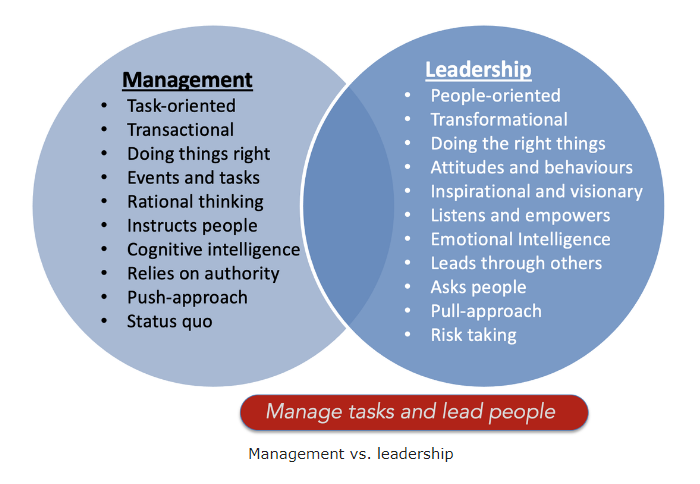 Management
• Task-oriented
• Transactional
• Doing things right
• Events and tasks
• Rational thinking
• Instructs people
• Cognitive intelligence
• Relies on authority
• Push-approach
• Status quo
Leadership
• People-oriented
• Transformational
• Doing the right things
• Attitudes and behaviours
• Inspirational and visionary
• Listens and empowers
• Emotional Intelligence
• Leads through others
• Asks people
• Pull-approach
• Risk taking
Manage tasks and lead people
Management vs. leadership